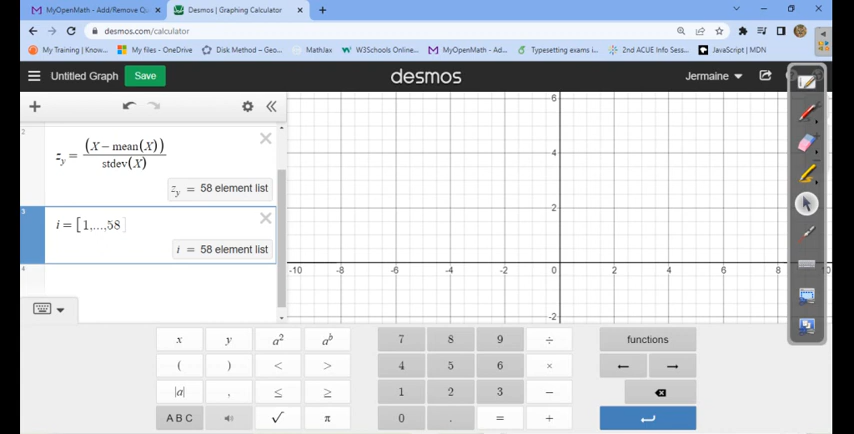 MyOpenMath - Add/Remove Qu
Desmos | Graphing Calculator
desmos.com/calculator
My Training | Know...
My files - OneDrive
Disk Method – Geo...
MathJax
W3Schools Online...
MyOpenMath - Ad...
Typesetting exams i...
2nd ACUE Info Sess...
JavaScript | MDN
Untitled Graph
Save
desmos
Jermaine
2
z_y = (X − mean(X)) / stdev(X)
z_y = 58 element list
3
i = [1,...,58]
i = 58 element list
4
6
4
2
-10 -8 -6 -4 -2 0 2 4 6 8 10
-2
x y a² aᵇ 7 8 9 ÷ functions
( ) < > 4 5 6 × ← →
|a| , ≤ ≥ 1 2 3 −
A B C √ π 0 . = +